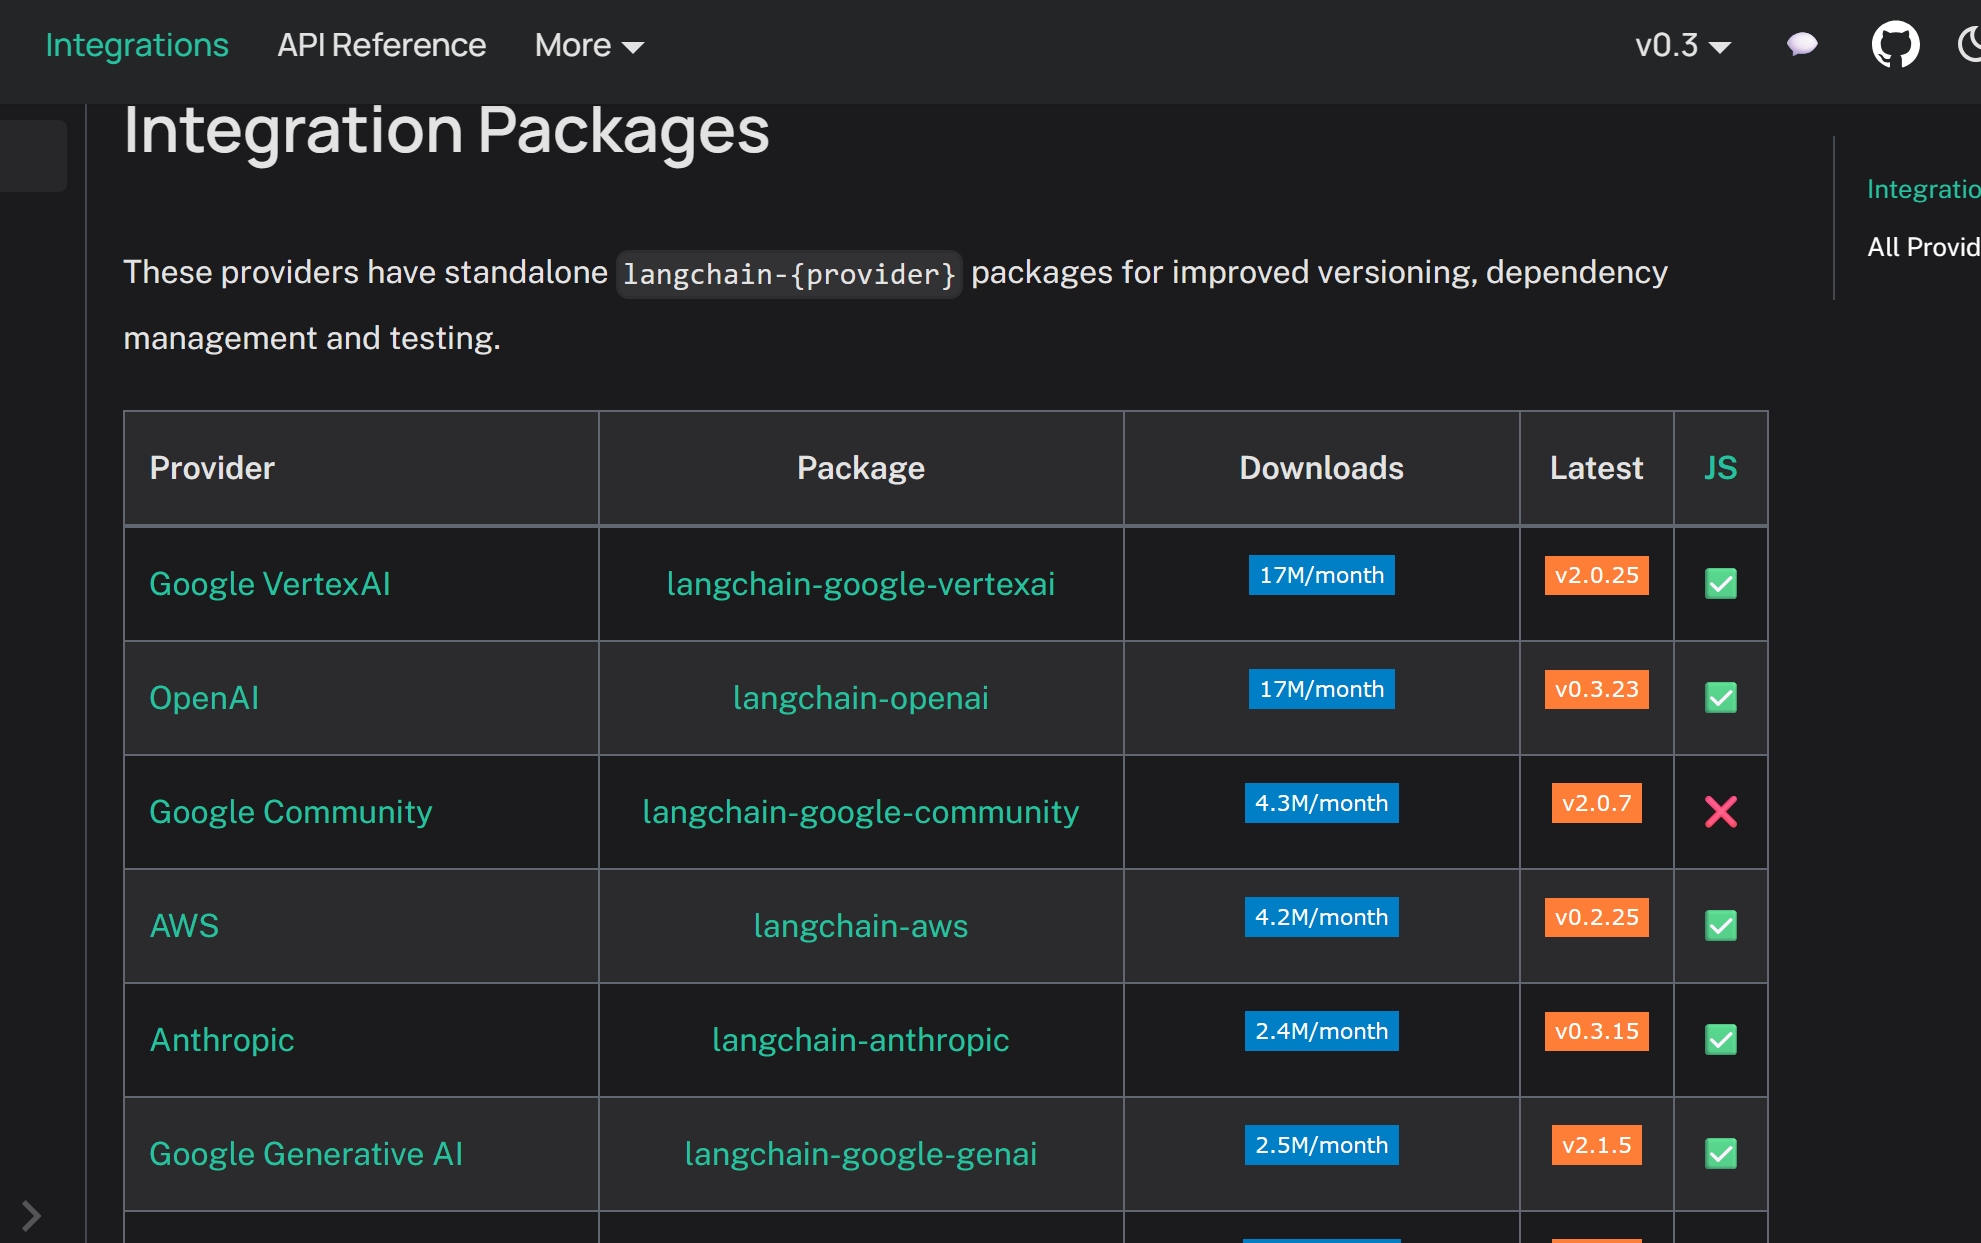 Integrations API Reference More v0.3
Integration Packages
These providers have standalone langchain-{provider} packages for improved versioning, dependency
management and testing.
Integratio
All Provid
Provider Package Downloads Latest JS
Google VertexAI langchain-google-vertexai 17M/month v2.0.25
OpenAI langchain-openai 17M/month v0.3.23
Google Community langchain-google-community 4.3M/month v2.0.7
AWS langchain-aws 4.2M/month v0.2.25
Anthropic langchain-anthropic 2.4M/month v0.3.15
Google Generative AI langchain-google-genai 2.5M/month v2.1.5